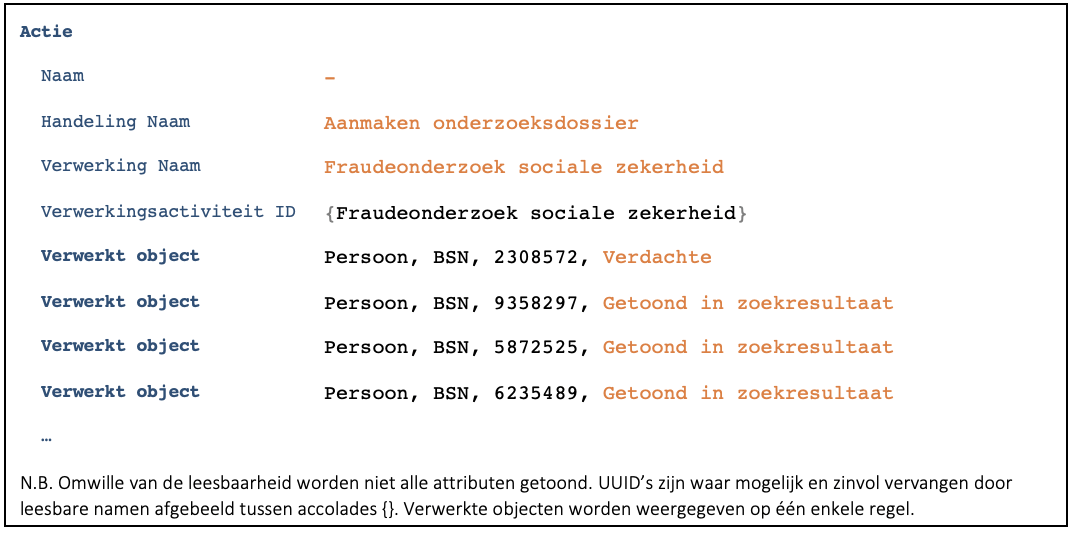 Actie
Naam –
Handeling Naam Aanmaken onderzoeksdossier
Verwerking Naam Fraudeonderzoek sociale zekerheid
Verwerkingsactiviteit ID {Fraudeonderzoek sociale zekerheid}
Verwerkt object Persoon, BSN, 2308572, Verdachte
Verwerkt object Persoon, BSN, 9358297, Getoond in zoekresultaat
Verwerkt object Persoon, BSN, 5872525, Getoond in zoekresultaat
Verwerkt object Persoon, BSN, 6235489, Getoond in zoekresultaat
…
N.B. Omwille van de leesbaarheid worden niet alle attributen getoond. UUID’s zijn waar mogelijk en zinvol vervangen door
leesbare namen afgebeeld tussen accolades {}. Verwerkte objecten worden weergegeven op één enkele regel.